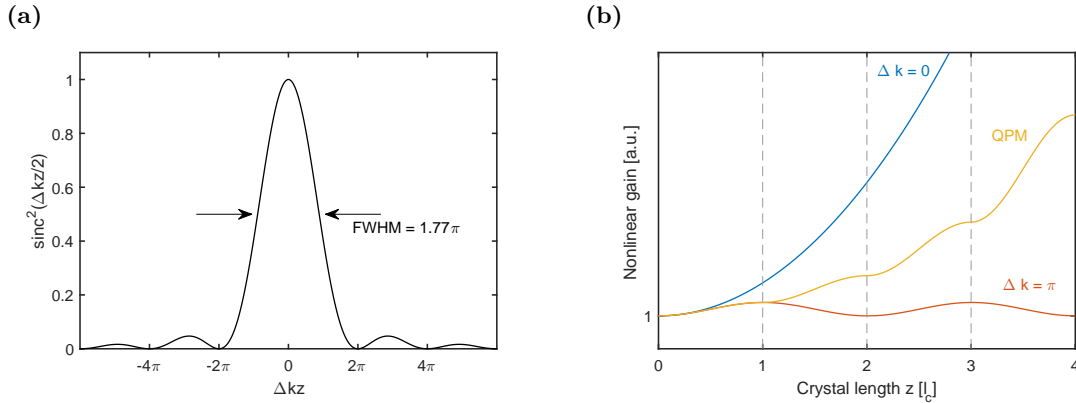 (a)
1
0.8
0.6
0.4
0.2
0
sinc²(Δkz/2)
FWHM = 1.77π
-4π
-2π
0
2π
4π
Δkz
(b)
Nonlinear gain [a.u.]
1
Δ k = 0
QPM
Δ k = π
0
1
2
3
4
Crystal length z [l_c]